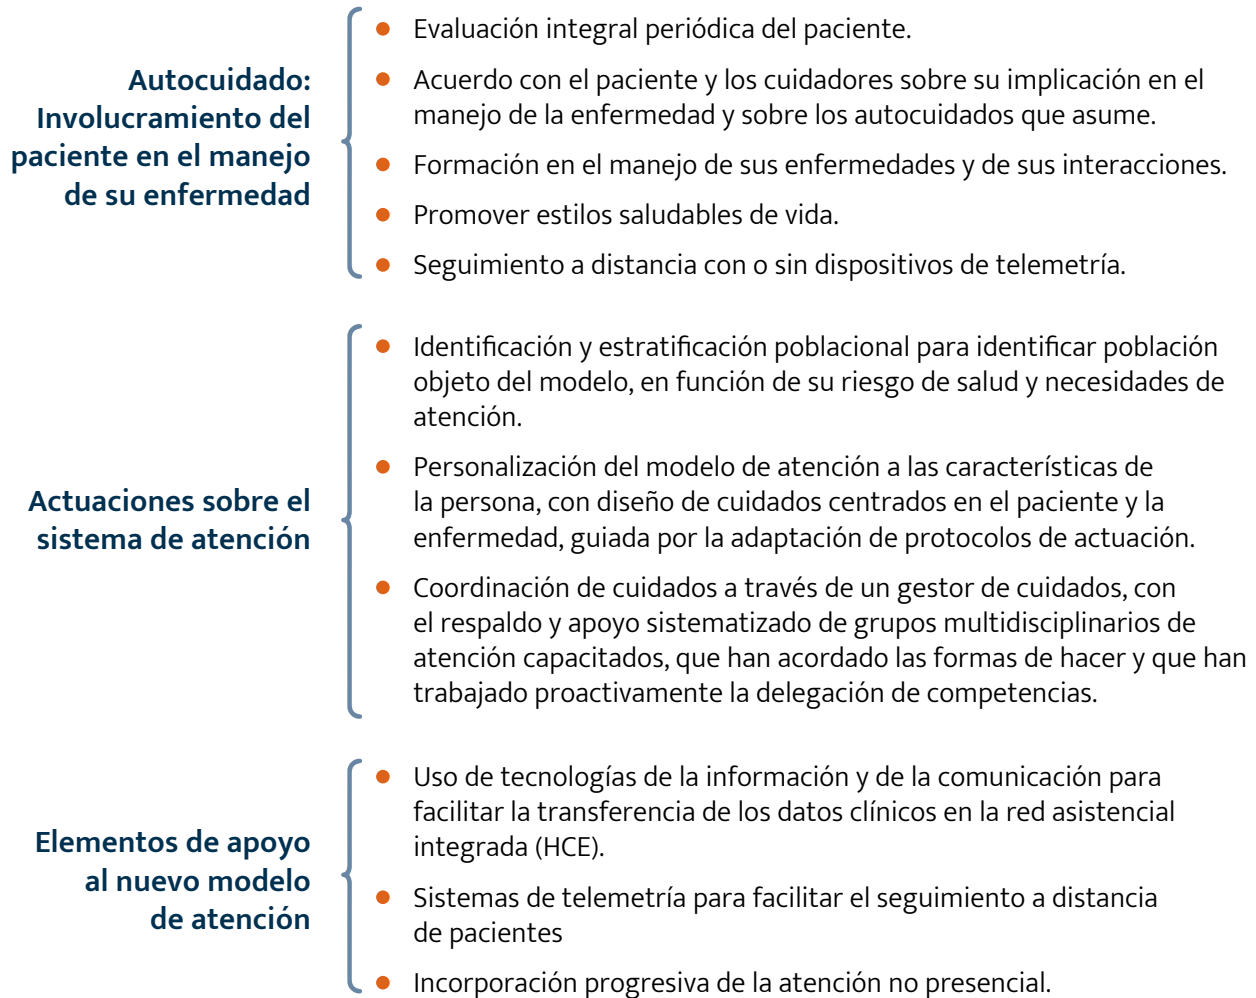 Autocuidado:
Involucramiento del
paciente en el manejo
de su enfermedad
Evaluación integral periódica del paciente.
Acuerdo con el paciente y los cuidadores sobre su implicación en el
manejo de la enfermedad y sobre los autocuidados que asume.
Formación en el manejo de sus enfermedades y de sus interacciones.
Promover estilos saludables de vida.
Seguimiento a distancia con o sin dispositivos de telemetría.
Actuaciones sobre el
sistema de atención
Identificación y estratificación poblacional para identificar población
objeto del modelo, en función de su riesgo de salud y necesidades de
atención.
Personalización del modelo de atención a las características de
la persona, con diseño de cuidados centrados en el paciente y la
enfermedad, guiada por la adaptación de protocolos de actuación.
Coordinación de cuidados a través de un gestor de cuidados, con
el respaldo y apoyo sistematizado de grupos multidisciplinarios de
atención capacitados, que han acordado las formas de hacer y que han
trabajado proactivamente la delegación de competencias.
Elementos de apoyo
al nuevo modelo
de atención
Uso de tecnologías de la información y de la comunicación para
facilitar la transferencia de los datos clínicos en la red asistencial
integrada (HCE).
Sistemas de telemetría para facilitar el seguimiento a distancia
de pacientes
Incorporación progresiva de la atención no presencial.